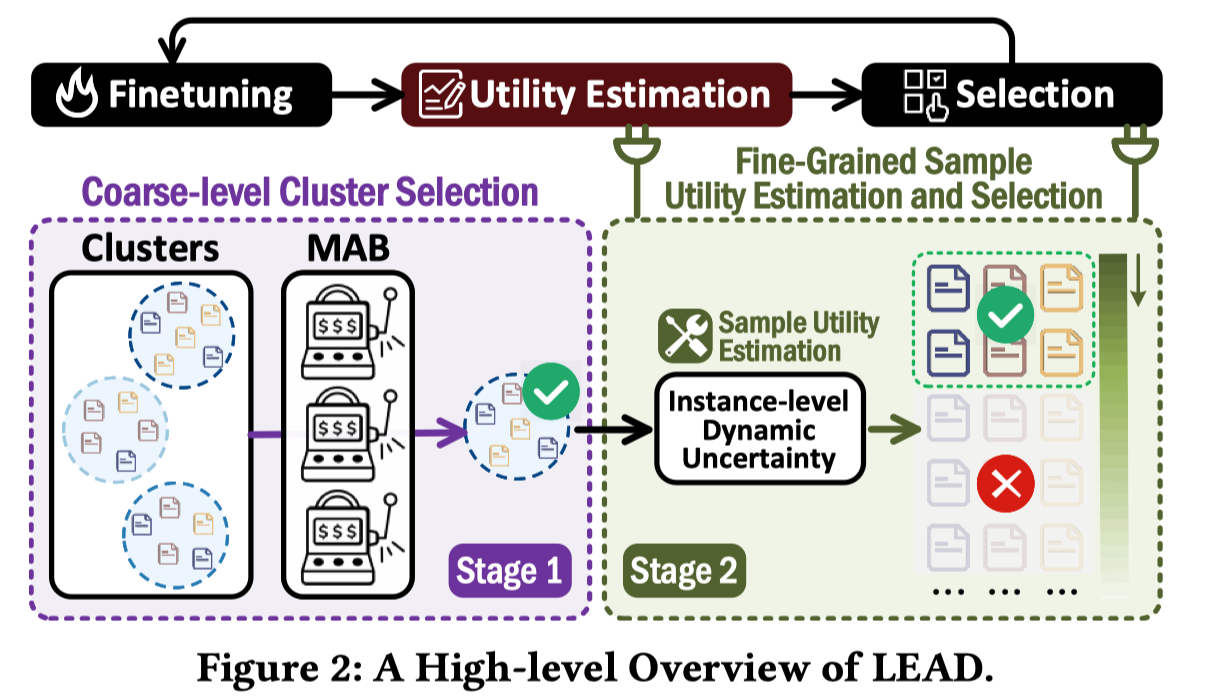 Finetuning
Utility Estimation
Selection
Coarse-level Cluster Selection
Fine-Grained Sample
Utility Estimation and Selection
Clusters
MAB
$$$
$$$
$$$
Stage 1
Sample Utility
Estimation
Instance-level
Dynamic
Uncertainty
Stage 2
... ... ...
Figure 2: A High-level Overview of LEAD.